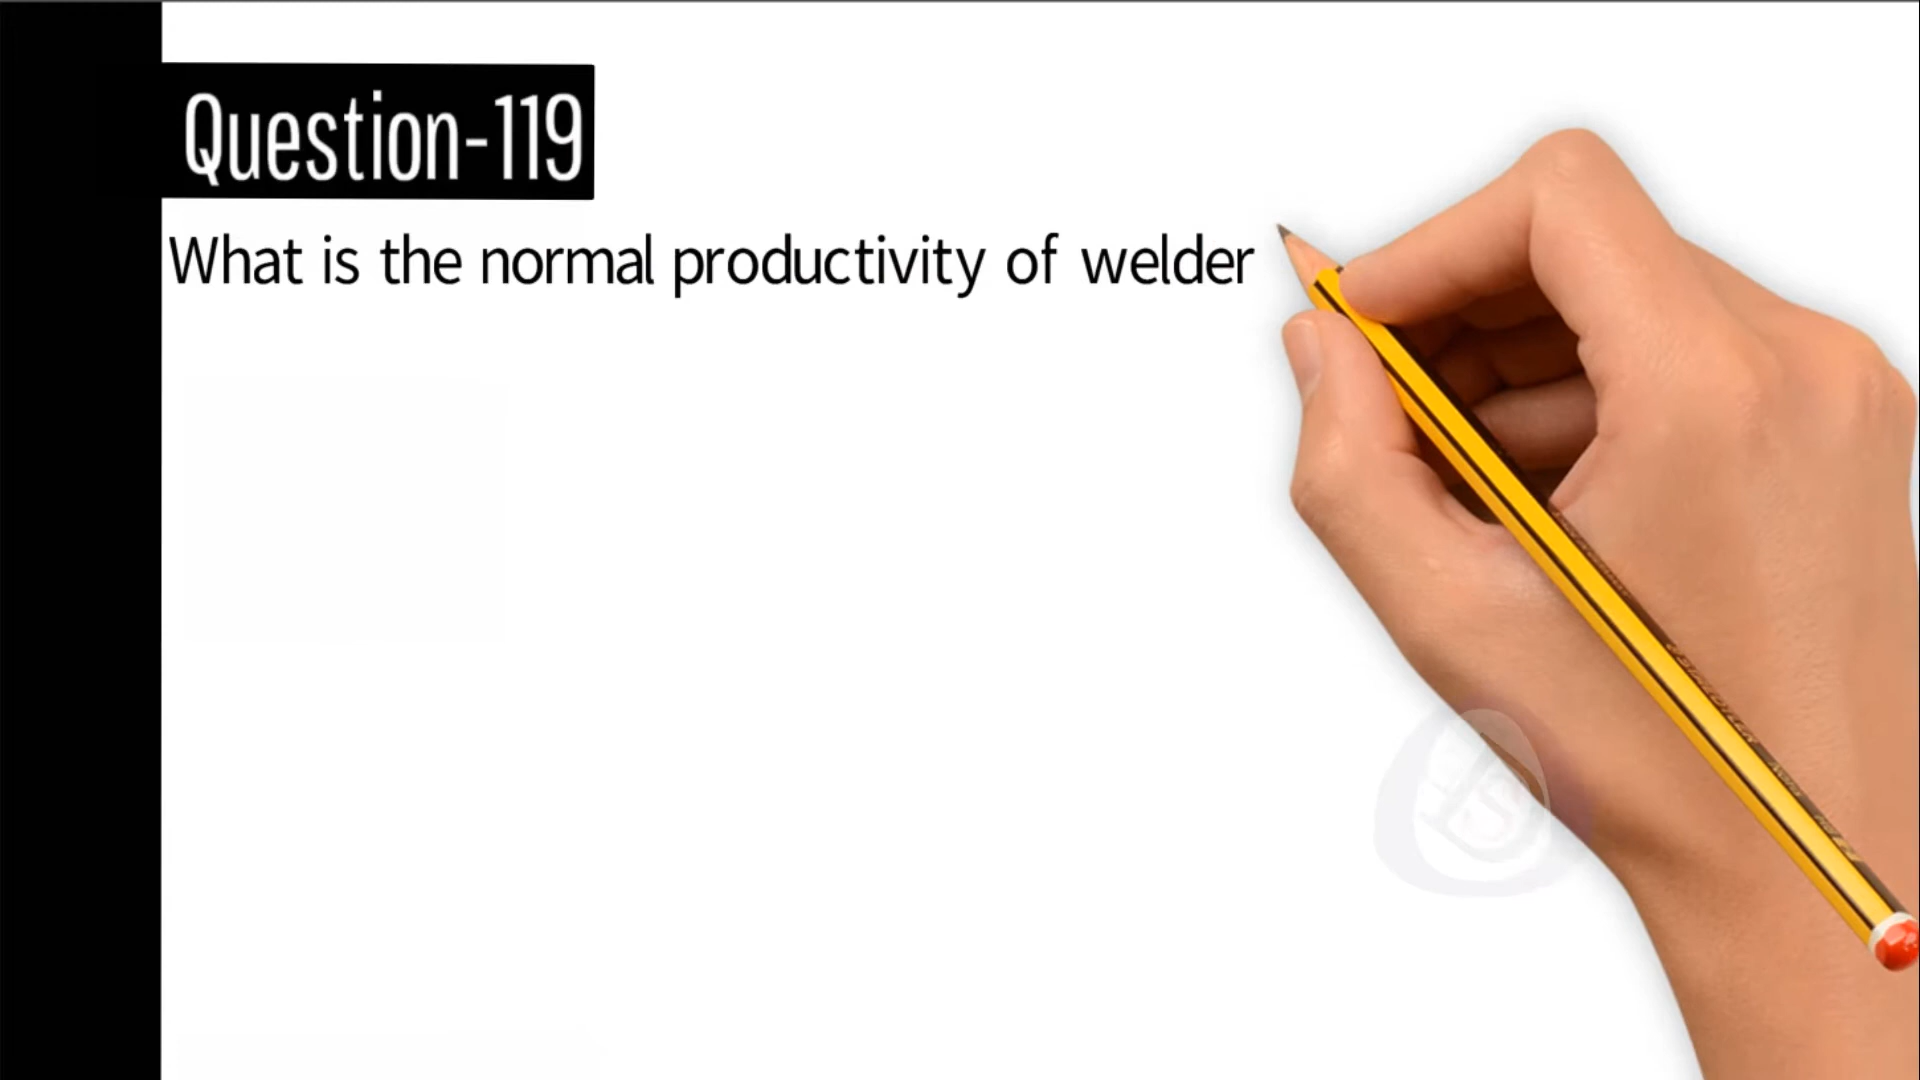 Question-119
What is the normal productivity of welder